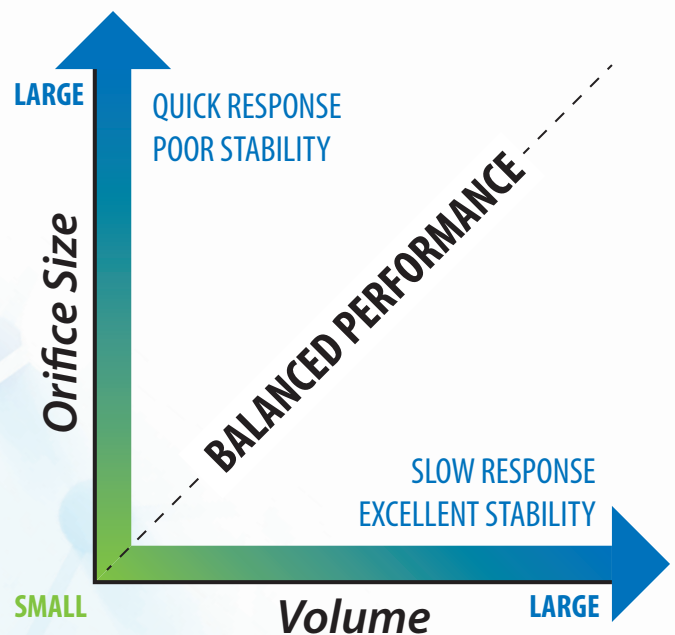 LARGE
QUICK RESPONSE
POOR STABILITY
Orifice Size
BALANCED PERFORMANCE
SLOW RESPONSE
EXCELLENT STABILITY
SMALL
Volume
LARGE